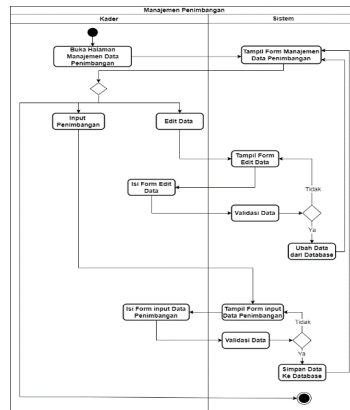 Manajemen Penimbangan
Kader
Sistem
Buka Halaman
Manajemen Data
Penimbangan
Tampil Form Manajemen
Data Penimbangan
Input
Penimbangan
Edit Data
Tampil Form
Edit Data
Isi Form Edit
Data
Tidak
Validasi Data
Ya
Ubah Data
dari Database
Isi Form input Data
Penimbangan
Tampil Form input
Data Penimbangan
Tidak
Validasi Data
Ya
Simpan Data
Ke Database